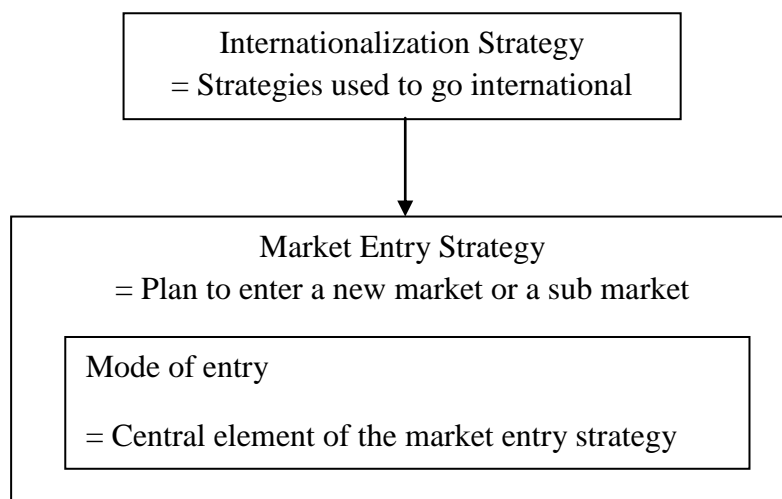 Internationalization Strategy
= Strategies used to go international
Market Entry Strategy
= Plan to enter a new market or a sub market
Mode of entry
= Central element of the market entry strategy